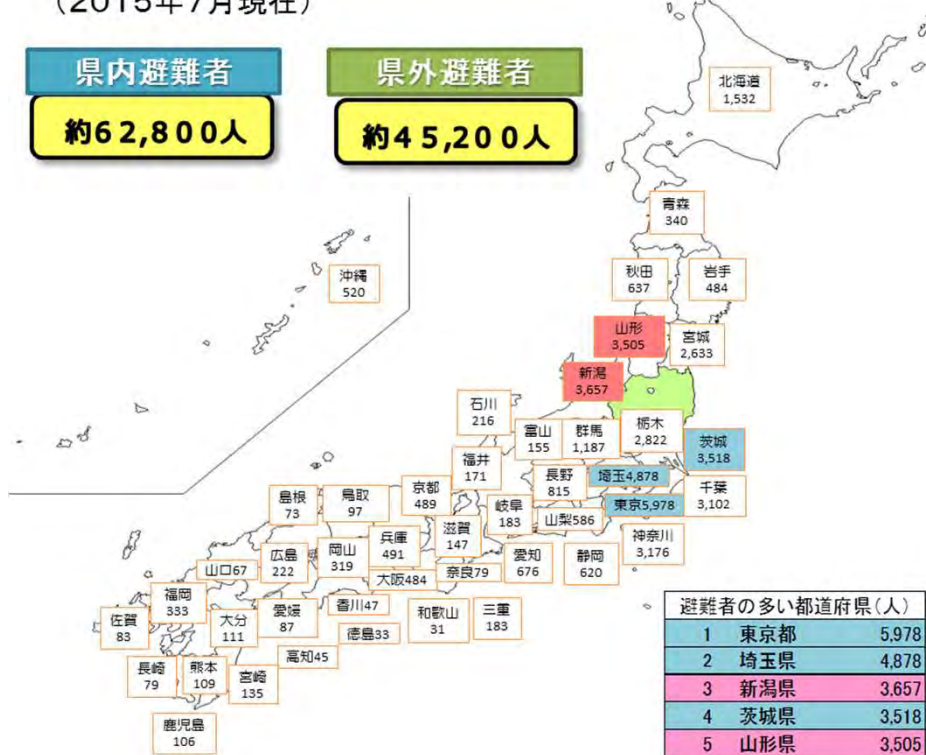 （2015年7月現在）
県内避難者
県外避難者
約62,800人
約45,200人
北海道
1,532
青森
340
沖縄
520
秋田
637
岩手
484
山形
3,505
宮城
2,633
新潟
3,657
石川
216
富山
155
群馬
1,187
栃木
2,822
茨城
3,518
福井
171
長野
815
埼玉4,878
千葉
3,102
島根
73
鳥取
97
京都
489
岐阜
183
東京5,978
山梨586
神奈川
3,176
滋賀
147
兵庫
491
岡山
319
広島
222
山口67
愛知
676
静岡
620
奈良79
大阪484
福岡
333
佐賀
83
大分
111
愛媛
87
香川47
徳島33
和歌山
31
三重
183
高知45
長崎
79
熊本
109
宮崎
135
鹿児島
106
避難者の多い都道府県（人）
1 東京都 5,978
2 埼玉県 4,878
3 新潟県 3,657
4 茨城県 3,518
5 山形県 3,505